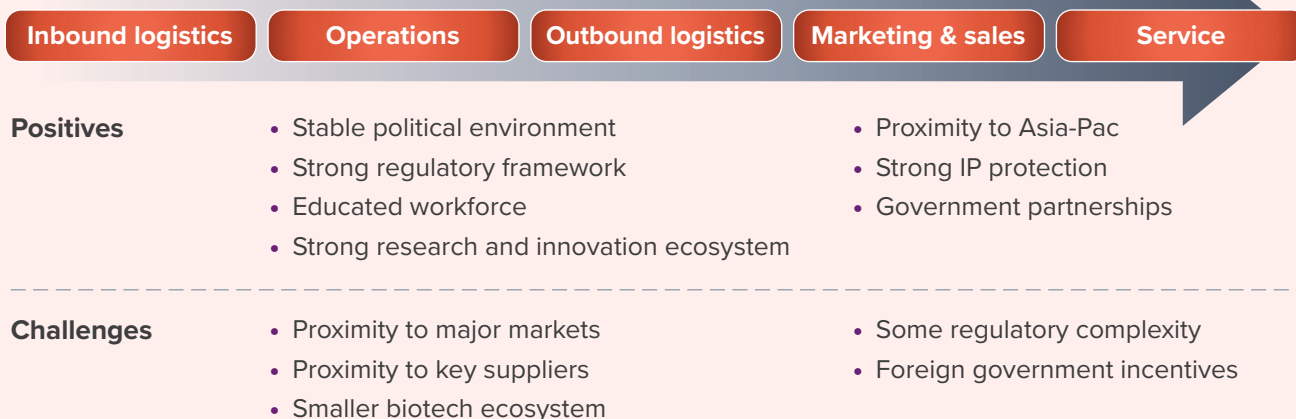 Inbound logistics
Operations
Outbound logistics
Marketing & sales
Service
Positives
• Stable political environment
• Strong regulatory framework
• Educated workforce
• Strong research and innovation ecosystem
• Proximity to Asia-Pac
• Strong IP protection
• Government partnerships
Challenges
• Proximity to major markets
• Proximity to key suppliers
• Smaller biotech ecosystem
• Some regulatory complexity
• Foreign government incentives